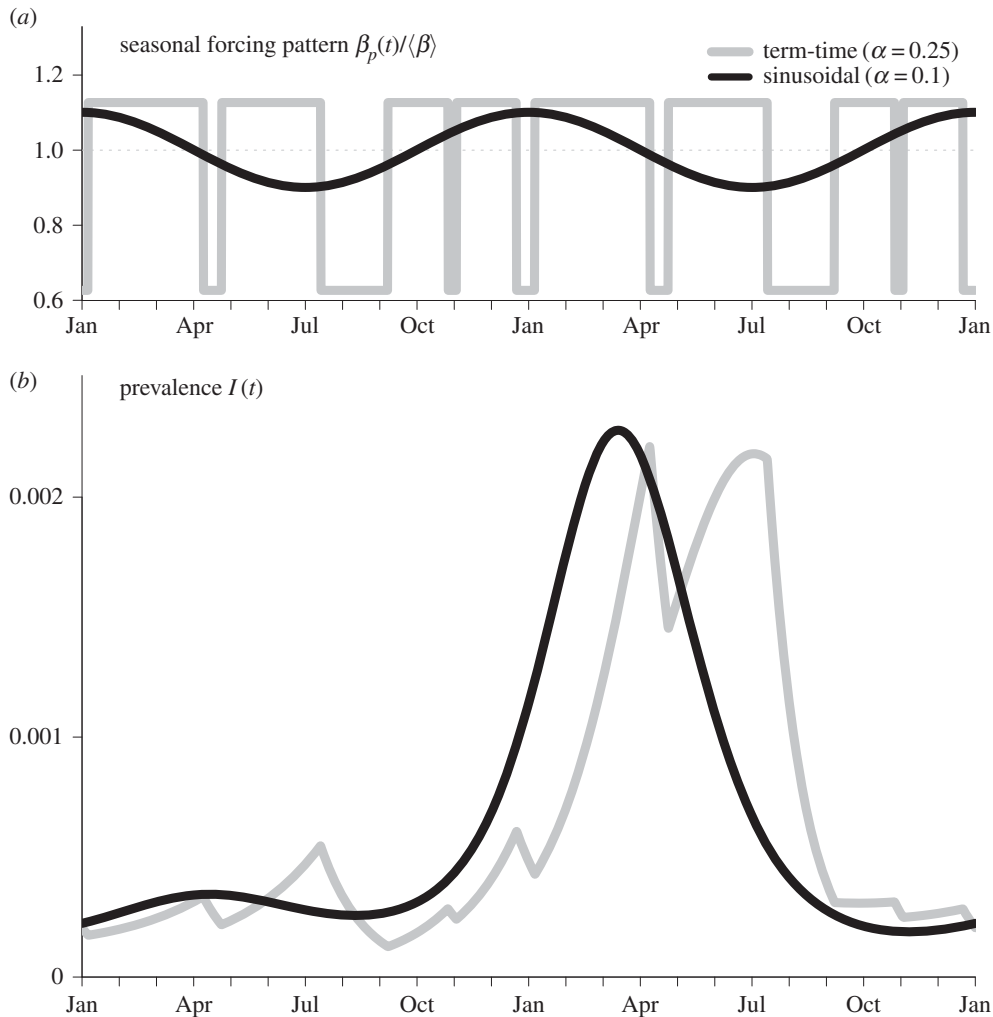 (a)
seasonal forcing pattern βp(t)/⟨β⟩
term-time (α = 0.25)
sinusoidal (α = 0.1)
1.2
1.0
0.8
0.6
Jan Apr Jul Oct Jan Apr Jul Oct Jan
(b)
prevalence I (t)
0.002
0.001
0
Jan Apr Jul Oct Jan Apr Jul Oct Jan